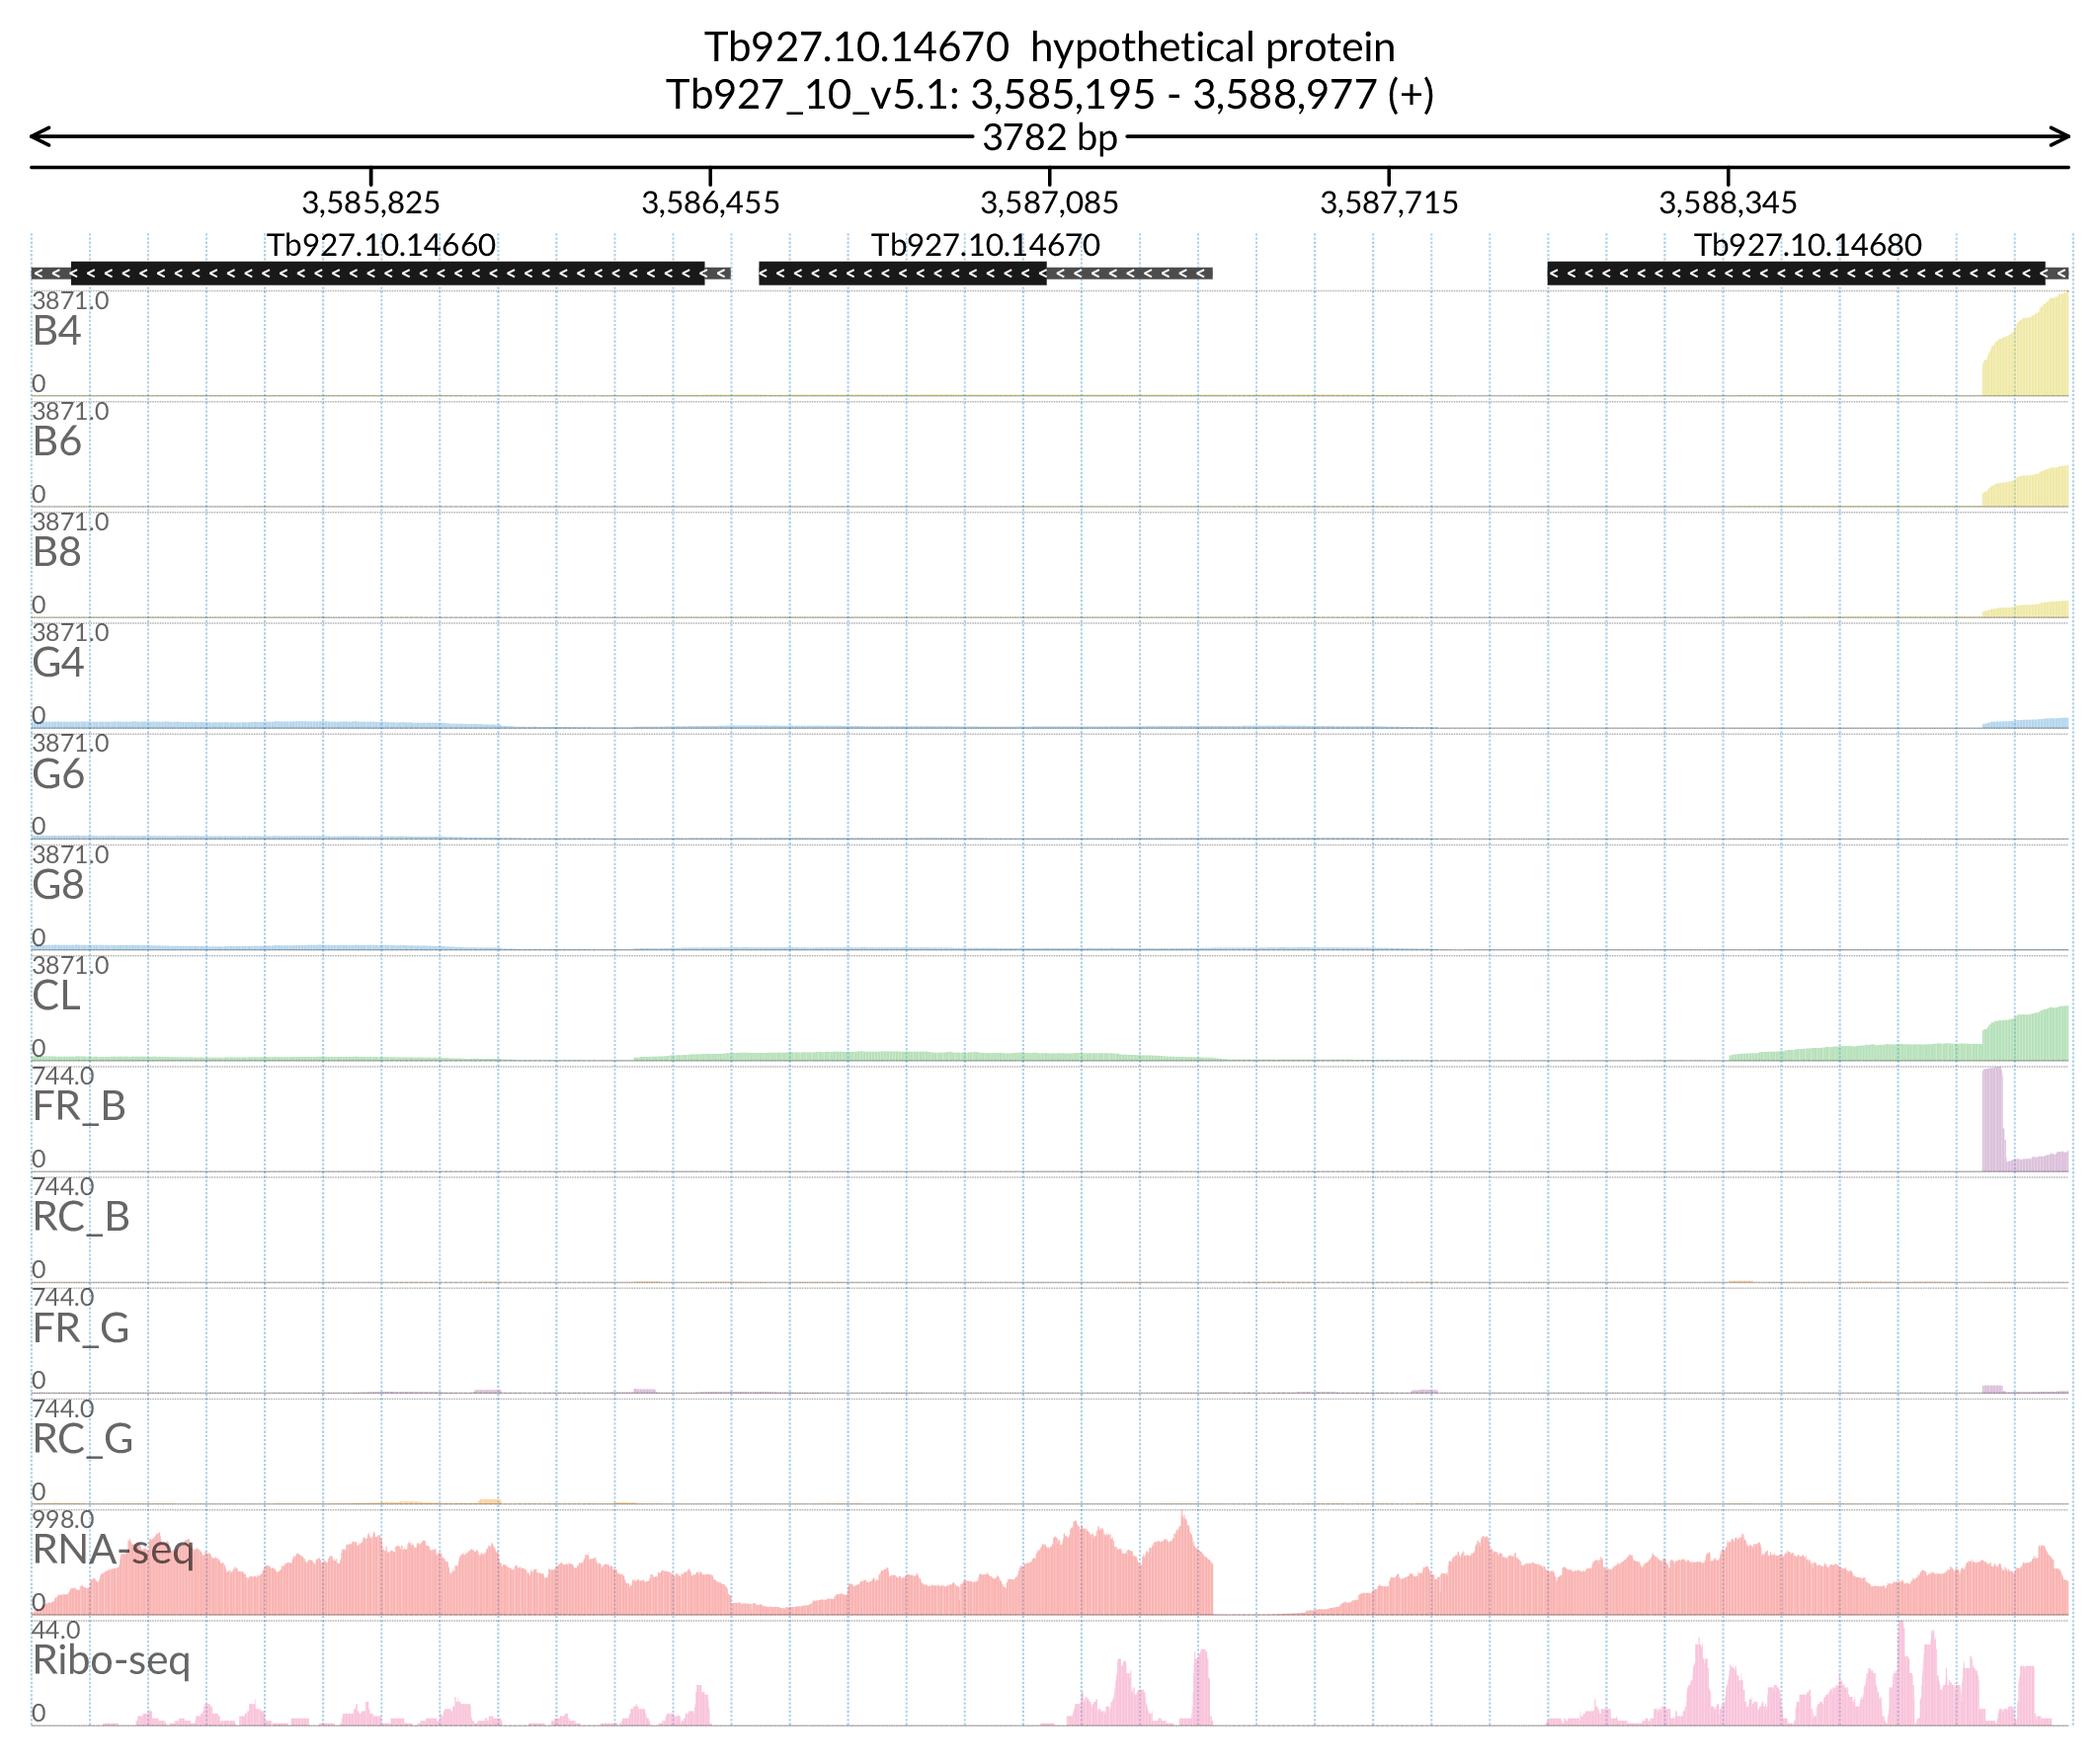 Tb927.10.14670 hypothetical protein
Tb927_10_v5.1: 3,585,195 - 3,588,977 (+)
3782 bp
3,585,825 3,586,455 3,587,085 3,587,715 3,588,345
Tb927.10.14660 Tb927.10.14670 Tb927.10.14680
3871.0
B4
0
3871.0
B6
0
3871.0
B8
0
3871.0
G4
0
3871.0
G6
0
3871.0
G8
0
3871.0
CL
0
744.0
FR_B
0
744.0
RC_B
0
744.0
FR_G
0
744.0
RC_G
0
998.0
RNA-seq
0
44.0
Ribo-seq
0